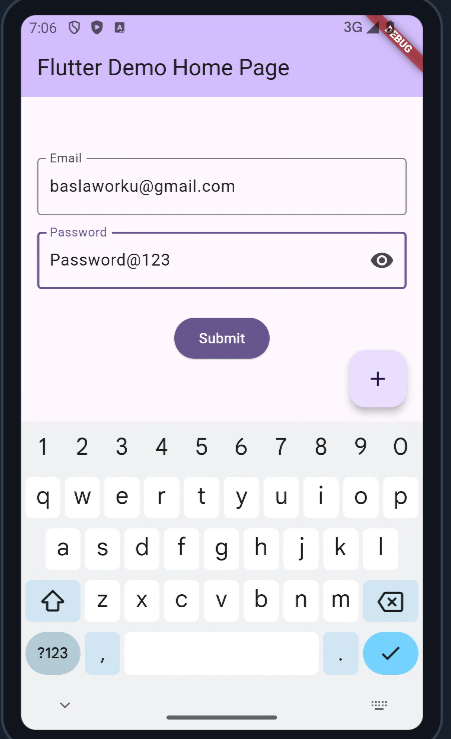 7:06 3G
DEBUG
Flutter Demo Home Page
Email
baslaworku@gmail.com
Password
Password@123
Submit
+
1 2 3 4 5 6 7 8 9 0
q w e r t y u i o p
a s d f g h j k l
z x c v b n m
?123 , .